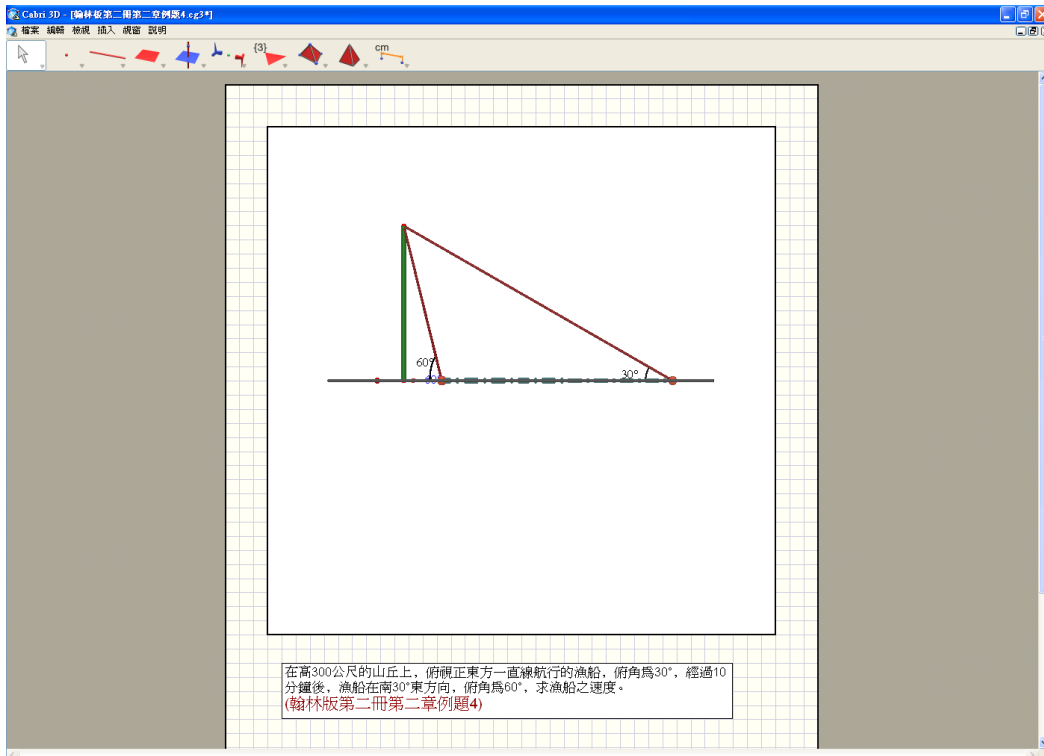 Cabri 3D - [翰林板第二冊第二章例題4.cg3*]
檔案 編輯 檢視 插入 視窗 說明
{3}
cm
60°
30°
在高300公尺的山丘上，俯視正東方一直線航行的漁船，俯角為30°，經過10
分鐘後，漁船在南30°東方向，俯角為60°，求漁船之速度。
(翰林版第二冊第二章例題4)